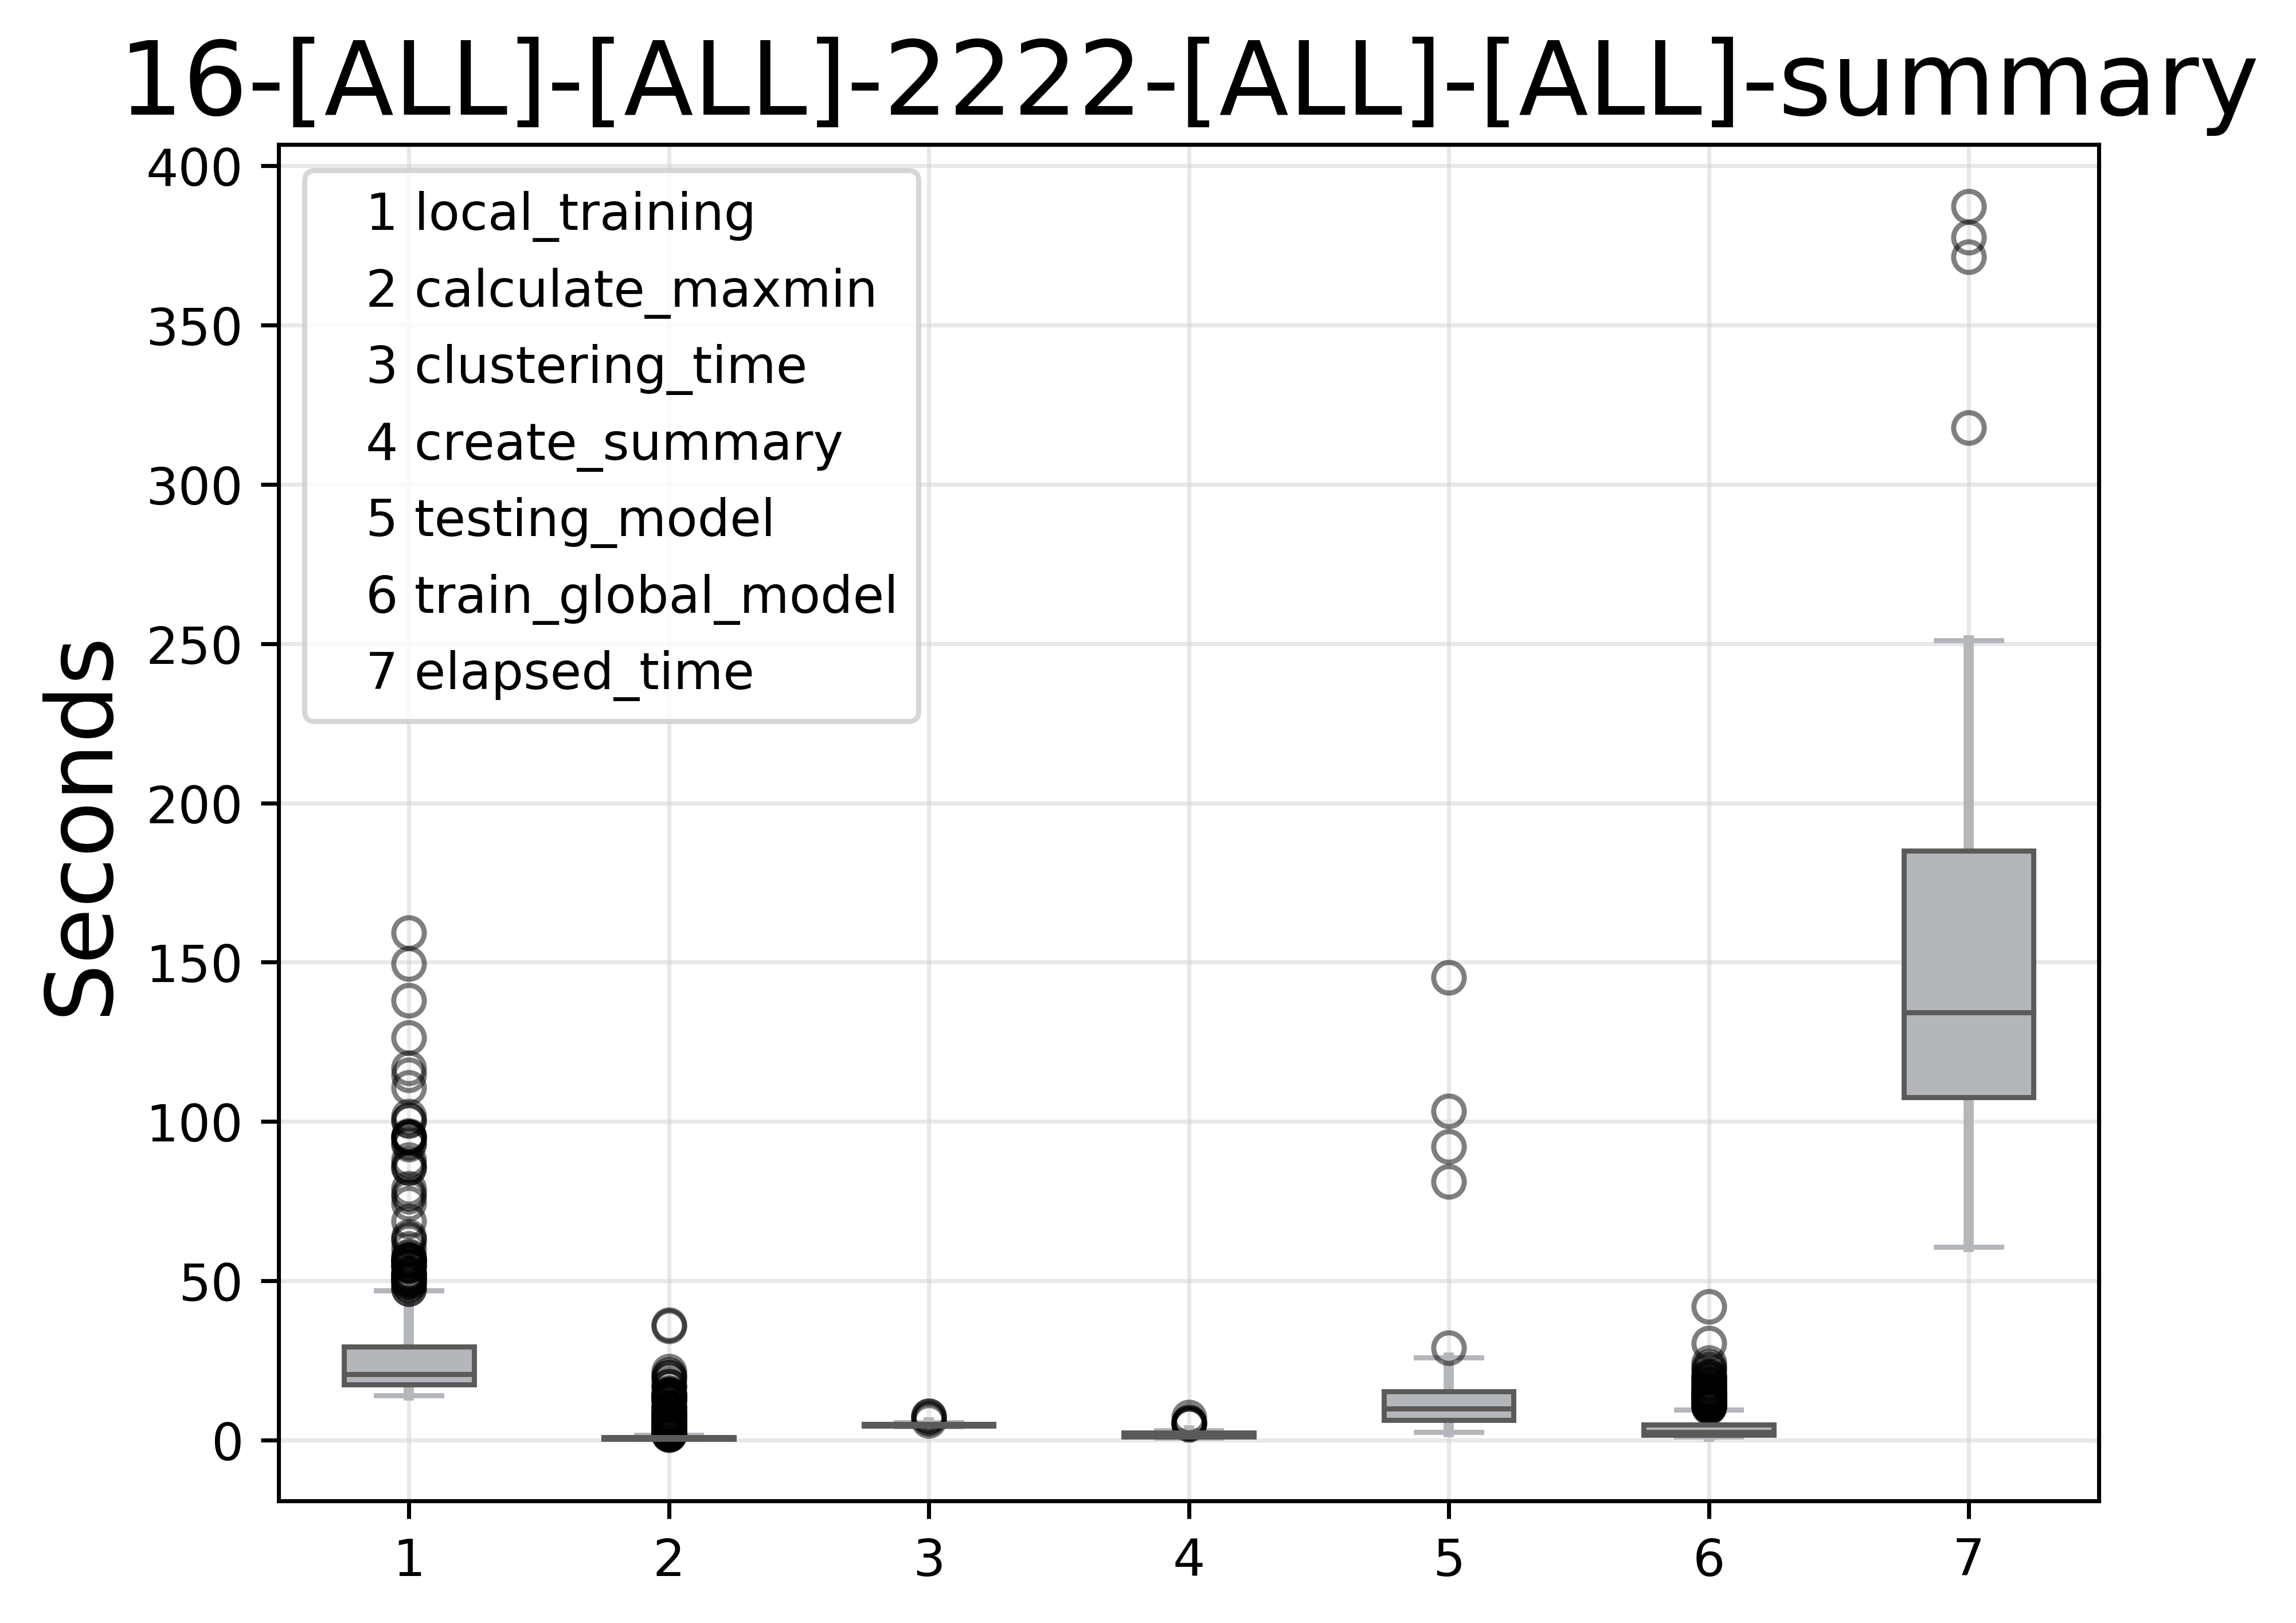 16-[ALL]-[ALL]-2222-[ALL]-[ALL]-summary
400
350
300
250
200
150
100
50
0
Seconds
1 local_training
2 calculate_maxmin
3 clustering_time
4 create_summary
5 testing_model
6 train_global_model
7 elapsed_time
1 2 3 4 5 6 7